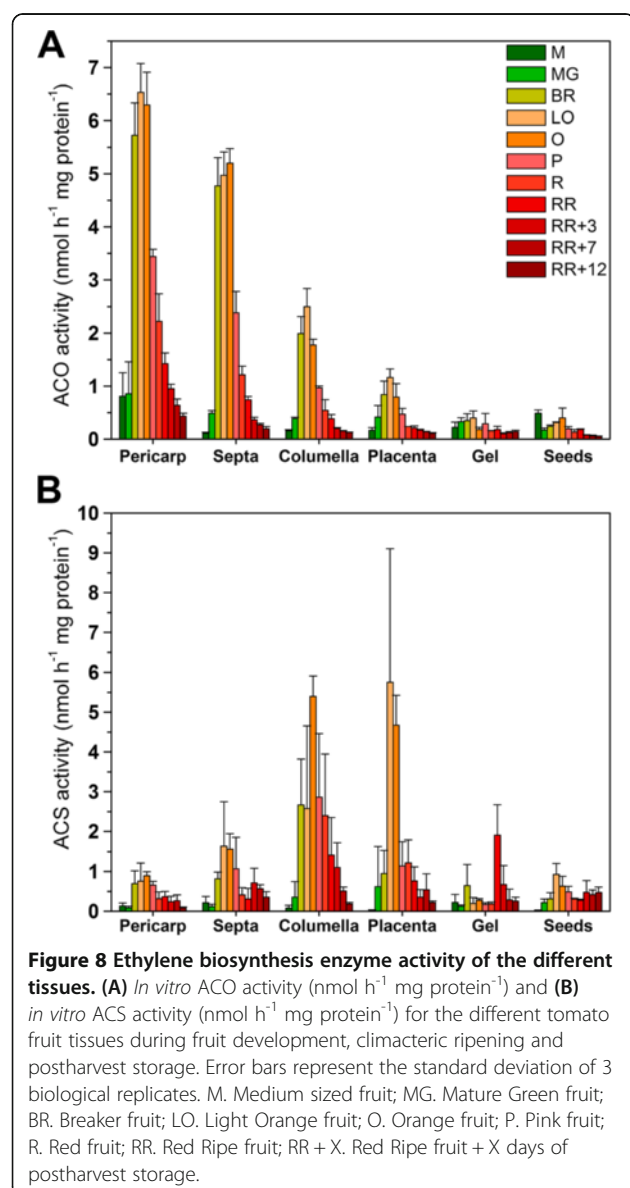 A
ACO activity (nmol h⁻¹ mg protein⁻¹)
7
6
5
4
3
2
1
0
M
MG
BR
LO
O
P
R
RR
RR+3
RR+7
RR+12
Pericarp Septa Columella Placenta Gel Seeds
B
ACS activity (nmol h⁻¹ mg protein⁻¹)
10
9
8
7
6
5
4
3
2
1
0
Pericarp Septa Columella Placenta Gel Seeds
Figure 8 Ethylene biosynthesis enzyme activity of the different
tissues. (A) In vitro ACO activity (nmol h⁻¹ mg protein⁻¹) and (B)
in vitro ACS activity (nmol h⁻¹ mg protein⁻¹) for the different tomato
fruit tissues during fruit development, climacteric ripening and
postharvest storage. Error bars represent the standard deviation of 3
biological replicates. M. Medium sized fruit; MG. Mature Green fruit;
BR. Breaker fruit; LO. Light Orange fruit; O. Orange fruit; P. Pink fruit;
R. Red fruit; RR. Red Ripe fruit; RR + X. Red Ripe fruit + X days of
postharvest storage.